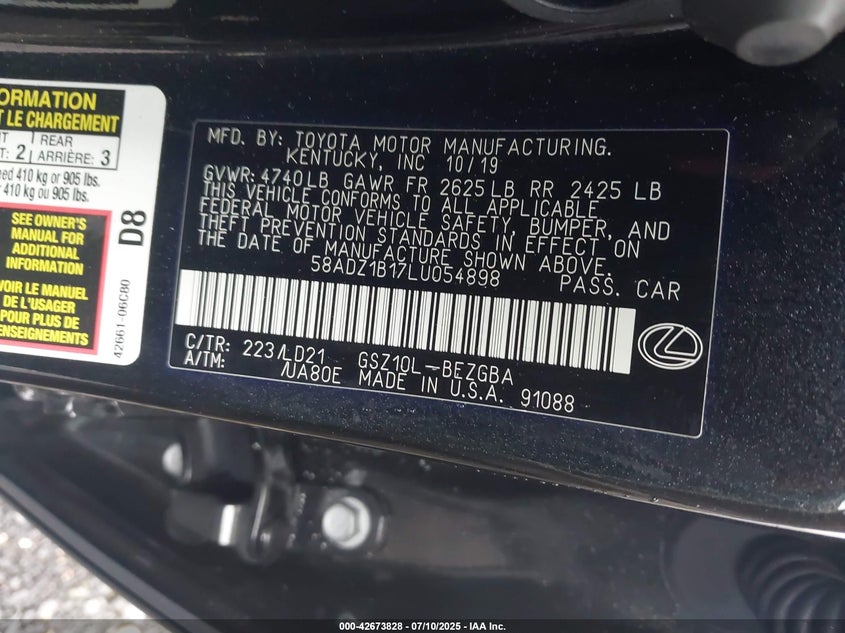 ORMATION
T LE CHARGEMENT
REAR
: 2 ARRIÈRE: 3
ed 410 kg or 905 lbs.
r 410 kg ou 905 lbs.
SEE OWNER'S
MANUAL FOR
ADDITIONAL
INFORMATION
OIR LE MANUEL
DE L'USAGER
POUR PLUS DE
ENSEIGNEMENTS
D8
42661-06C80
MFD. BY: TOYOTA MOTOR MANUFACTURING.
KENTUCKY, INC 10/19
GVWR: 4740LB GAWR FR 2625LB RR 2425 LB
THIS VEHICLE CONFORMS TO ALL APPLICABLE
FEDERAL MOTOR VEHICLE SAFETY, BUMPER, AND
THEFT PREVENTION STANDARDS IN EFFECT ON
THE DATE OF MANUFACTURE SHOWN ABOVE.
58ADZ1B17LU054898 PASS. CAR
C/TR: 223/LD21 GSZ10L-BEZGBA
A/TM: /UA80E MADE IN U.S.A. 91088
000-42673828 - 07/10/2025 - IAA Inc.